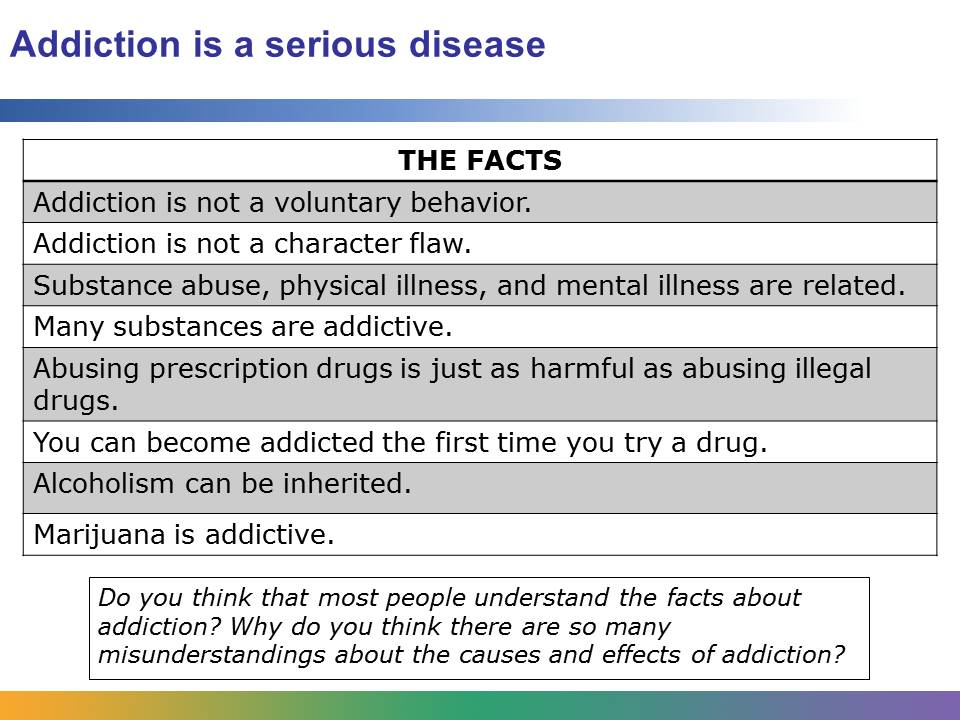 Addiction is a serious disease
THE FACTS
Addiction is not a voluntary behavior.
Addiction is not a character flaw.
Substance abuse, physical illness, and mental illness are related.
Many substances are addictive.
Abusing prescription drugs is just as harmful as abusing illegal
drugs.
You can become addicted the first time you try a drug.
Alcoholism can be inherited.
Marijuana is addictive.
Do you think that most people understand the facts about
addiction? Why do you think there are so many
misunderstandings about the causes and effects of addiction?